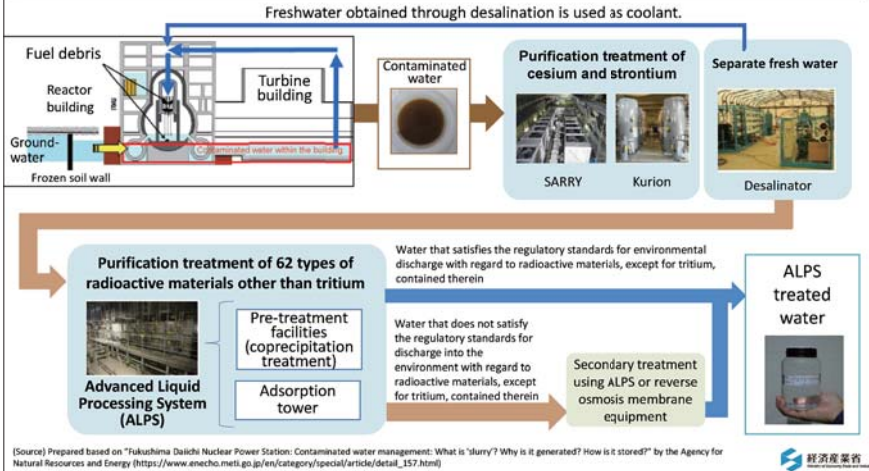 Freshwater obtained through desalination is used as coolant.
Fuel debris
Reactor
building
Turbine
building
Ground-
water
Contaminated water within the building
Frozen soil wall
Contaminated
water
Purification treatment of
cesium and strontium
SARRY
Kurion
Separate fresh water
Desalinator
Purification treatment of 62 types of
radioactive materials other than tritium
Advanced Liquid
Processing System
(ALPS)
Pre-treatment
facilities
(coprecipitation
treatment)
Adsorption
tower
Water that satisfies the regulatory standards for environmental
discharge with regard to radioactive materials, except for tritium,
contained therein
Water that does not satisfy
the regulatory standards for
discharge into the
environment with regard to
radioactive materials, except
for tritium, contained therein
Secondary treatment
using ALPS or reverse
osmosis membrane
equipment
ALPS
treated
water
(Source) Prepared based on "Fukushima Daiichi Nuclear Power Station: Contaminated water management: What is 'slurry'? Why is it generated? How is it stored?" by the Agency for
Natural Resources and Energy (https://www.enecho.meti.go.jp/en/category/special/article/detail_157.html)
経済産業省
Ministry of Economy, Trade and Industry